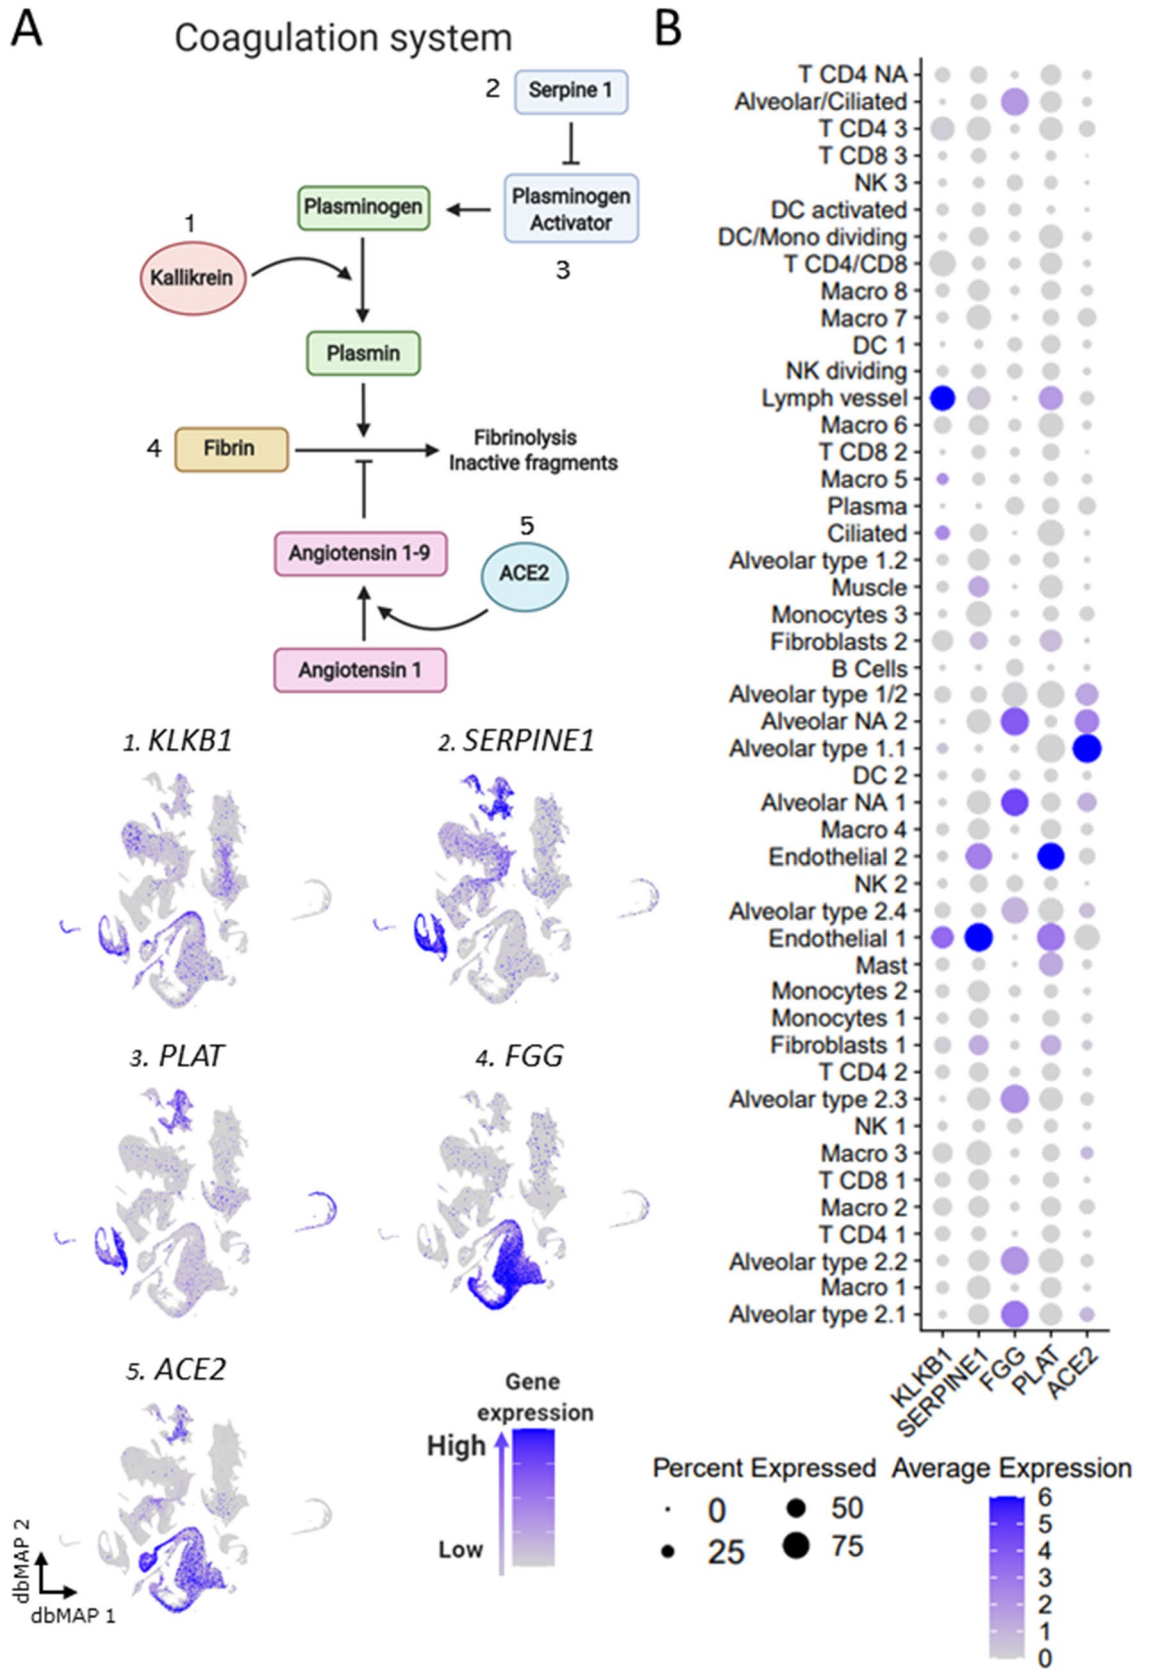 A
Coagulation system
2
Serpine 1
Plasminogen
Activator
3
Plasminogen
1
Kallikrein
Plasmin
4
Fibrin
Fibrinolysis
Inactive fragments
Angiotensin 1-9
5
ACE2
Angiotensin 1
1. KLKB1
2. SERPINE1
3. PLAT
4. FGG
5. ACE2
dbMAP 2
dbMAP 1
Gene
expression
High
Low
B
T CD4 NA
Alveolar/Ciliated
T CD4 3
T CD8 3
NK 3
DC activated
DC/Mono dividing
T CD4/CD8
Macro 8
Macro 7
DC 1
NK dividing
Lymph vessel
Macro 6
T CD8 2
Macro 5
Plasma
Ciliated
Alveolar type 1.2
Muscle
Monocytes 3
Fibroblasts 2
B Cells
Alveolar type 1/2
Alveolar NA 2
Alveolar type 1.1
DC 2
Alveolar NA 1
Macro 4
Endothelial 2
NK 2
Alveolar type 2.4
Endothelial 1
Mast
Monocytes 2
Monocytes 1
Fibroblasts 1
T CD4 2
Alveolar type 2.3
NK 1
Macro 3
T CD8 1
Macro 2
T CD4 1
Alveolar type 2.2
Macro 1
Alveolar type 2.1
KLKB1
SERPINE1
FGG
PLAT
ACE2
Percent Expressed
0
25
50
75
Average Expression
6
5
4
3
2
1
0